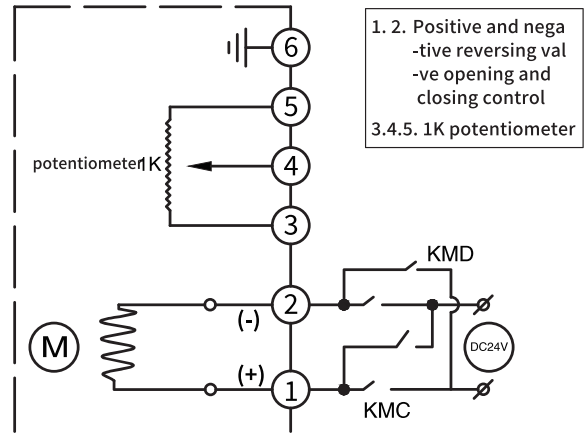 6
1. 2. Positive and nega
-tive reversing val
-ve opening and
closing control
3.4.5. 1K potentiometer
5
potentiometer1K
4
3
KMD
2
(-)
M
DC24V
(+)
1
KMC